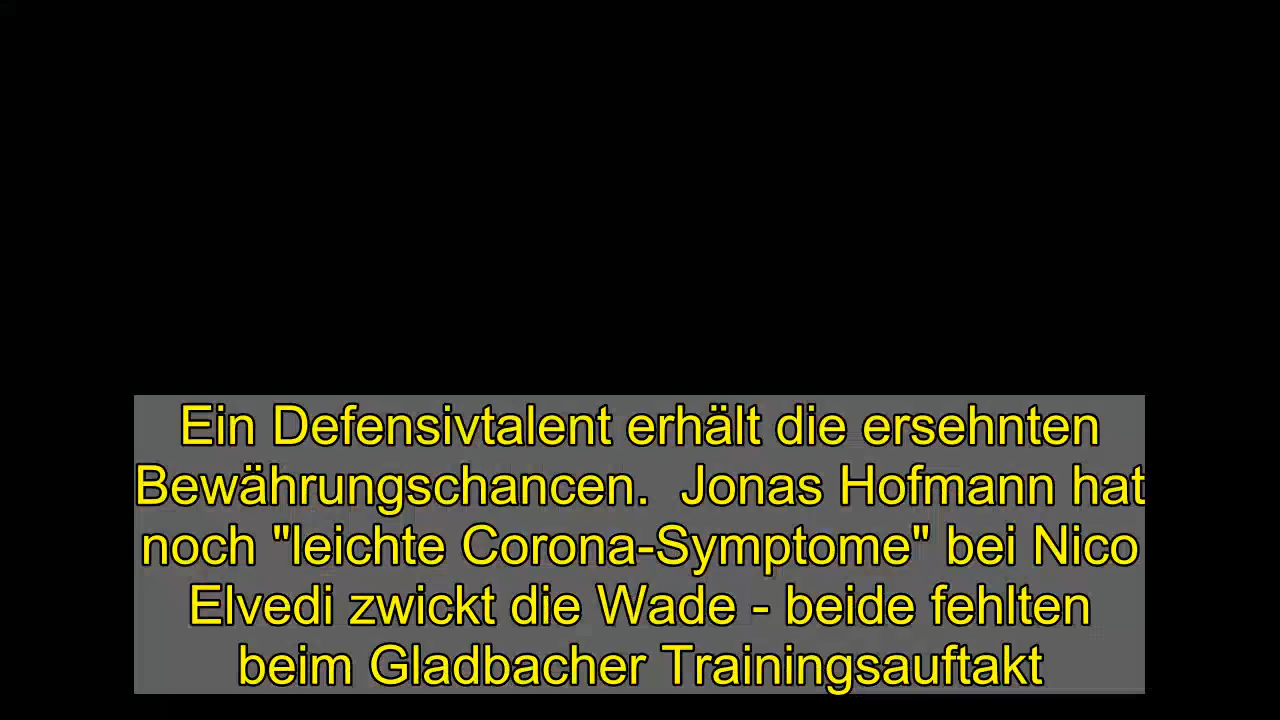 Ein Defensivtalent erhält die ersehnten
Bewährungschancen.  Jonas Hofmann hat
noch "leichte Corona-Symptome" bei Nico
Elvedi zwickt die Wade - beide fehlten
beim Gladbacher Trainingsauftakt